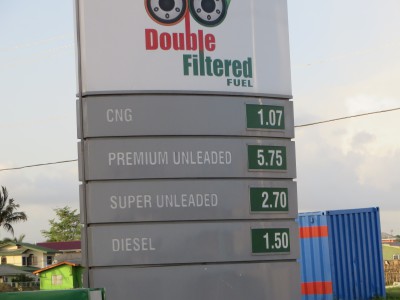 Double
Filtered
FUEL
CNG 1.07
PREMIUM UNLEADED 5.75
SUPER UNLEADED 2.70
DIESEL 1.50